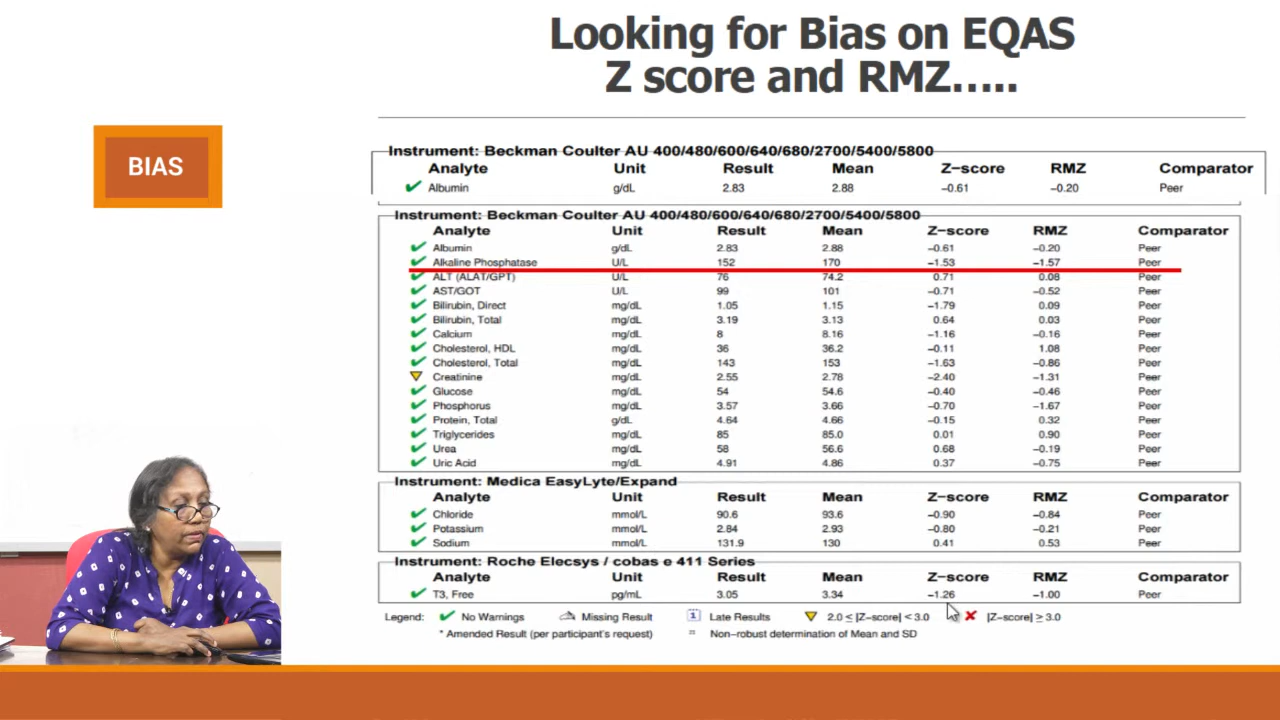 Looking for Bias on EQAS
Z score and RMZ.....
BIAS
Instrument: Beckman Coulter AU 400/480/600/640/680/2700/5400/5800
Analyte Unit Result Mean Z−score RMZ Comparator
Albumin g/dL 2.83 2.88 −0.61 −0.20 Peer
Instrument: Beckman Coulter AU 400/480/600/640/680/2700/5400/5800
Analyte Unit Result Mean Z−score RMZ Comparator
Albumin g/dL 2.83 2.88 −0.61 −0.20 Peer
Alkaline Phosphatase U/L 152 170 −1.53 −1.57 Peer
ALT (ALAT/GPT) U/L 76 74.2 0.71 0.08 Peer
AST/GOT U/L 99 101 −0.71 −0.52 Peer
Bilirubin, Direct mg/dL 1.05 1.15 −1.79 0.09 Peer
Bilirubin, Total mg/dL 3.19 3.13 0.64 0.03 Peer
Calcium mg/dL 8 8.16 −1.16 −0.16 Peer
Cholesterol, HDL mg/dL 36 36.2 −0.11 1.08 Peer
Cholesterol, Total mg/dL 143 153 −1.63 −0.86 Peer
Creatinine mg/dL 2.55 2.78 −2.40 −1.31 Peer
Glucose mg/dL 54 54.6 −0.40 −0.46 Peer
Phosphorus mg/dL 3.57 3.66 −0.70 −1.67 Peer
Protein, Total g/dL 4.64 4.66 −0.15 0.32 Peer
Triglycerides mg/dL 85 85.0 0.01 0.90 Peer
Urea mg/dL 58 56.6 0.68 −0.19 Peer
Uric Acid mg/dL 4.91 4.86 0.37 −0.75 Peer
Instrument: Medica EasyLyte/Expand
Analyte Unit Result Mean Z−score RMZ Comparator
Chloride mmol/L 90.6 93.6 −0.90 −0.84 Peer
Potassium mmol/L 2.84 2.93 −0.80 −0.21 Peer
Sodium mmol/L 131.9 130 0.41 0.53 Peer
Instrument: Roche Elecsys / cobas e 411 Series
Analyte Unit Result Mean Z−score RMZ Comparator
T3, Free pg/mL 3.05 3.34 −1.26 −1.00 Peer
Legend: No Warnings Missing Result 1 Late Results 2.0 ≤ |Z−score| < 3.0 |Z−score| ≥ 3.0
* Amended Result (per participant's request) = Non−robust determination of Mean and SD